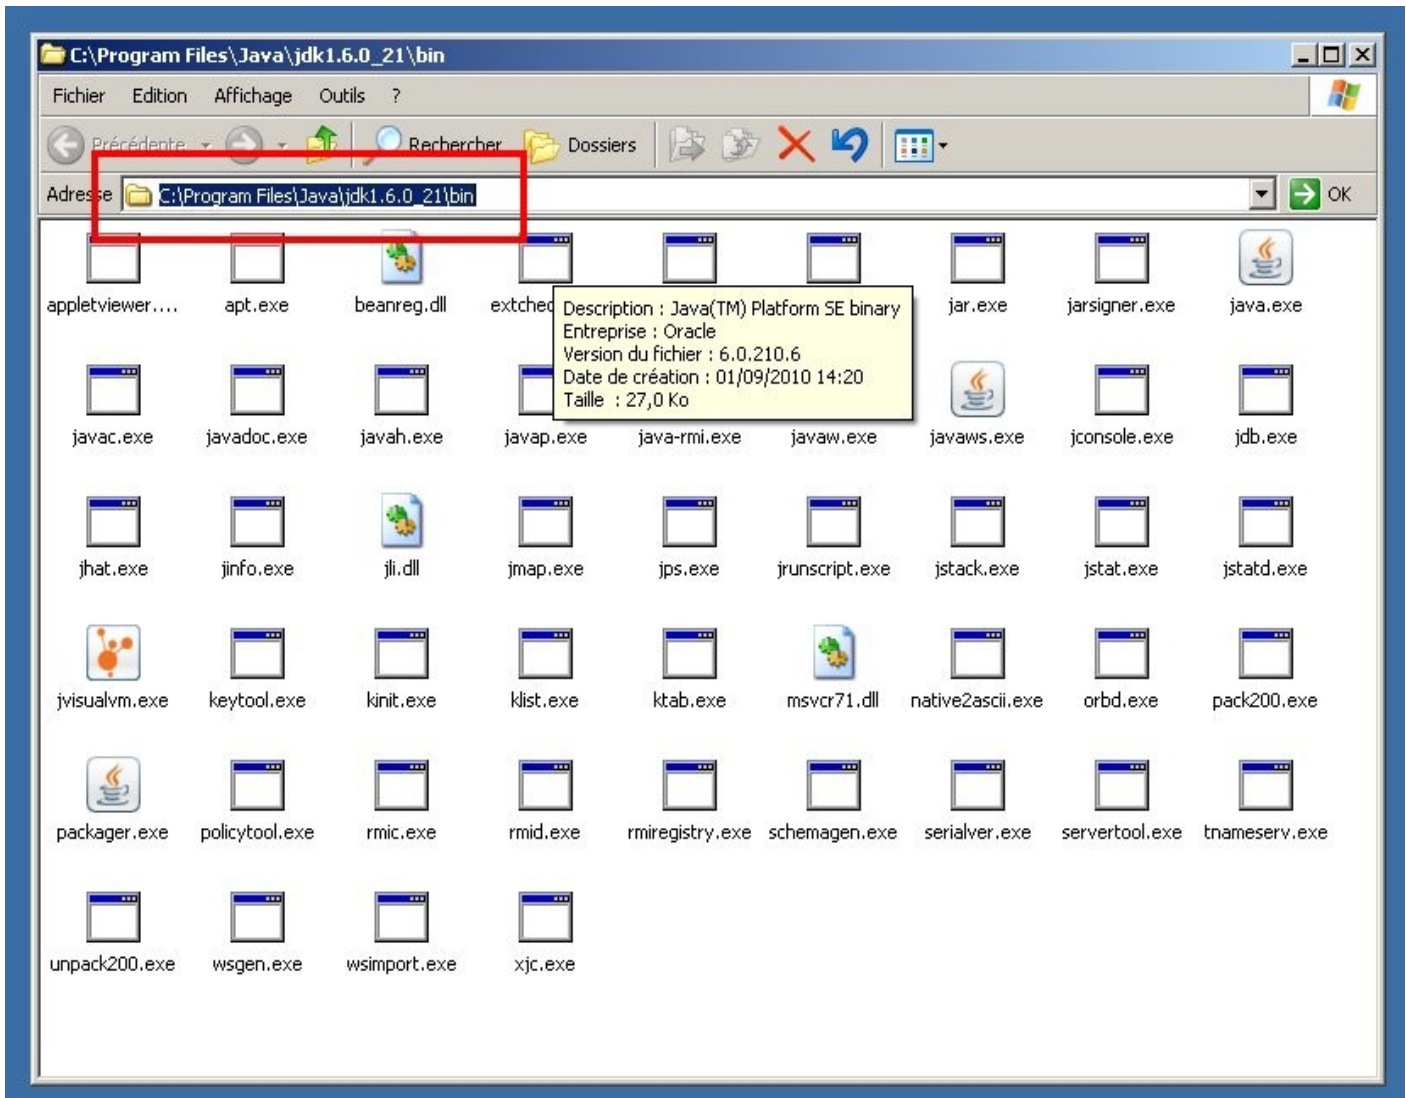 C:\Program Files\Java\jdk1.6.0_21\bin
Fichier Edition Affichage Outils ?
Précédente Rechercher Dossiers
Adresse C:\Program Files\Java\jdk1.6.0_21\bin OK
appletviewer.... apt.exe beanreg.dll extchec jar.exe jarsigner.exe java.exe
Description : Java(TM) Platform SE binary
Entreprise : Oracle
Version du fichier : 6.0.210.6
Date de création : 01/09/2010 14:20
Taille : 27,0 Ko
javac.exe javadoc.exe javah.exe javap.exe java-rmi.exe javaw.exe javaws.exe jconsole.exe jdb.exe
jhat.exe jinfo.exe jli.dll jmap.exe jps.exe jrunscript.exe jstack.exe jstat.exe jstatd.exe
jvisualvm.exe keytool.exe kinit.exe klist.exe ktab.exe msvcr71.dll native2ascii.exe orbd.exe pack200.exe
packager.exe policytool.exe rmic.exe rmid.exe rmiregistry.exe schemagen.exe serialver.exe servertool.exe tnameserv.exe
unpack200.exe wsgen.exe wsimport.exe xjc.exe